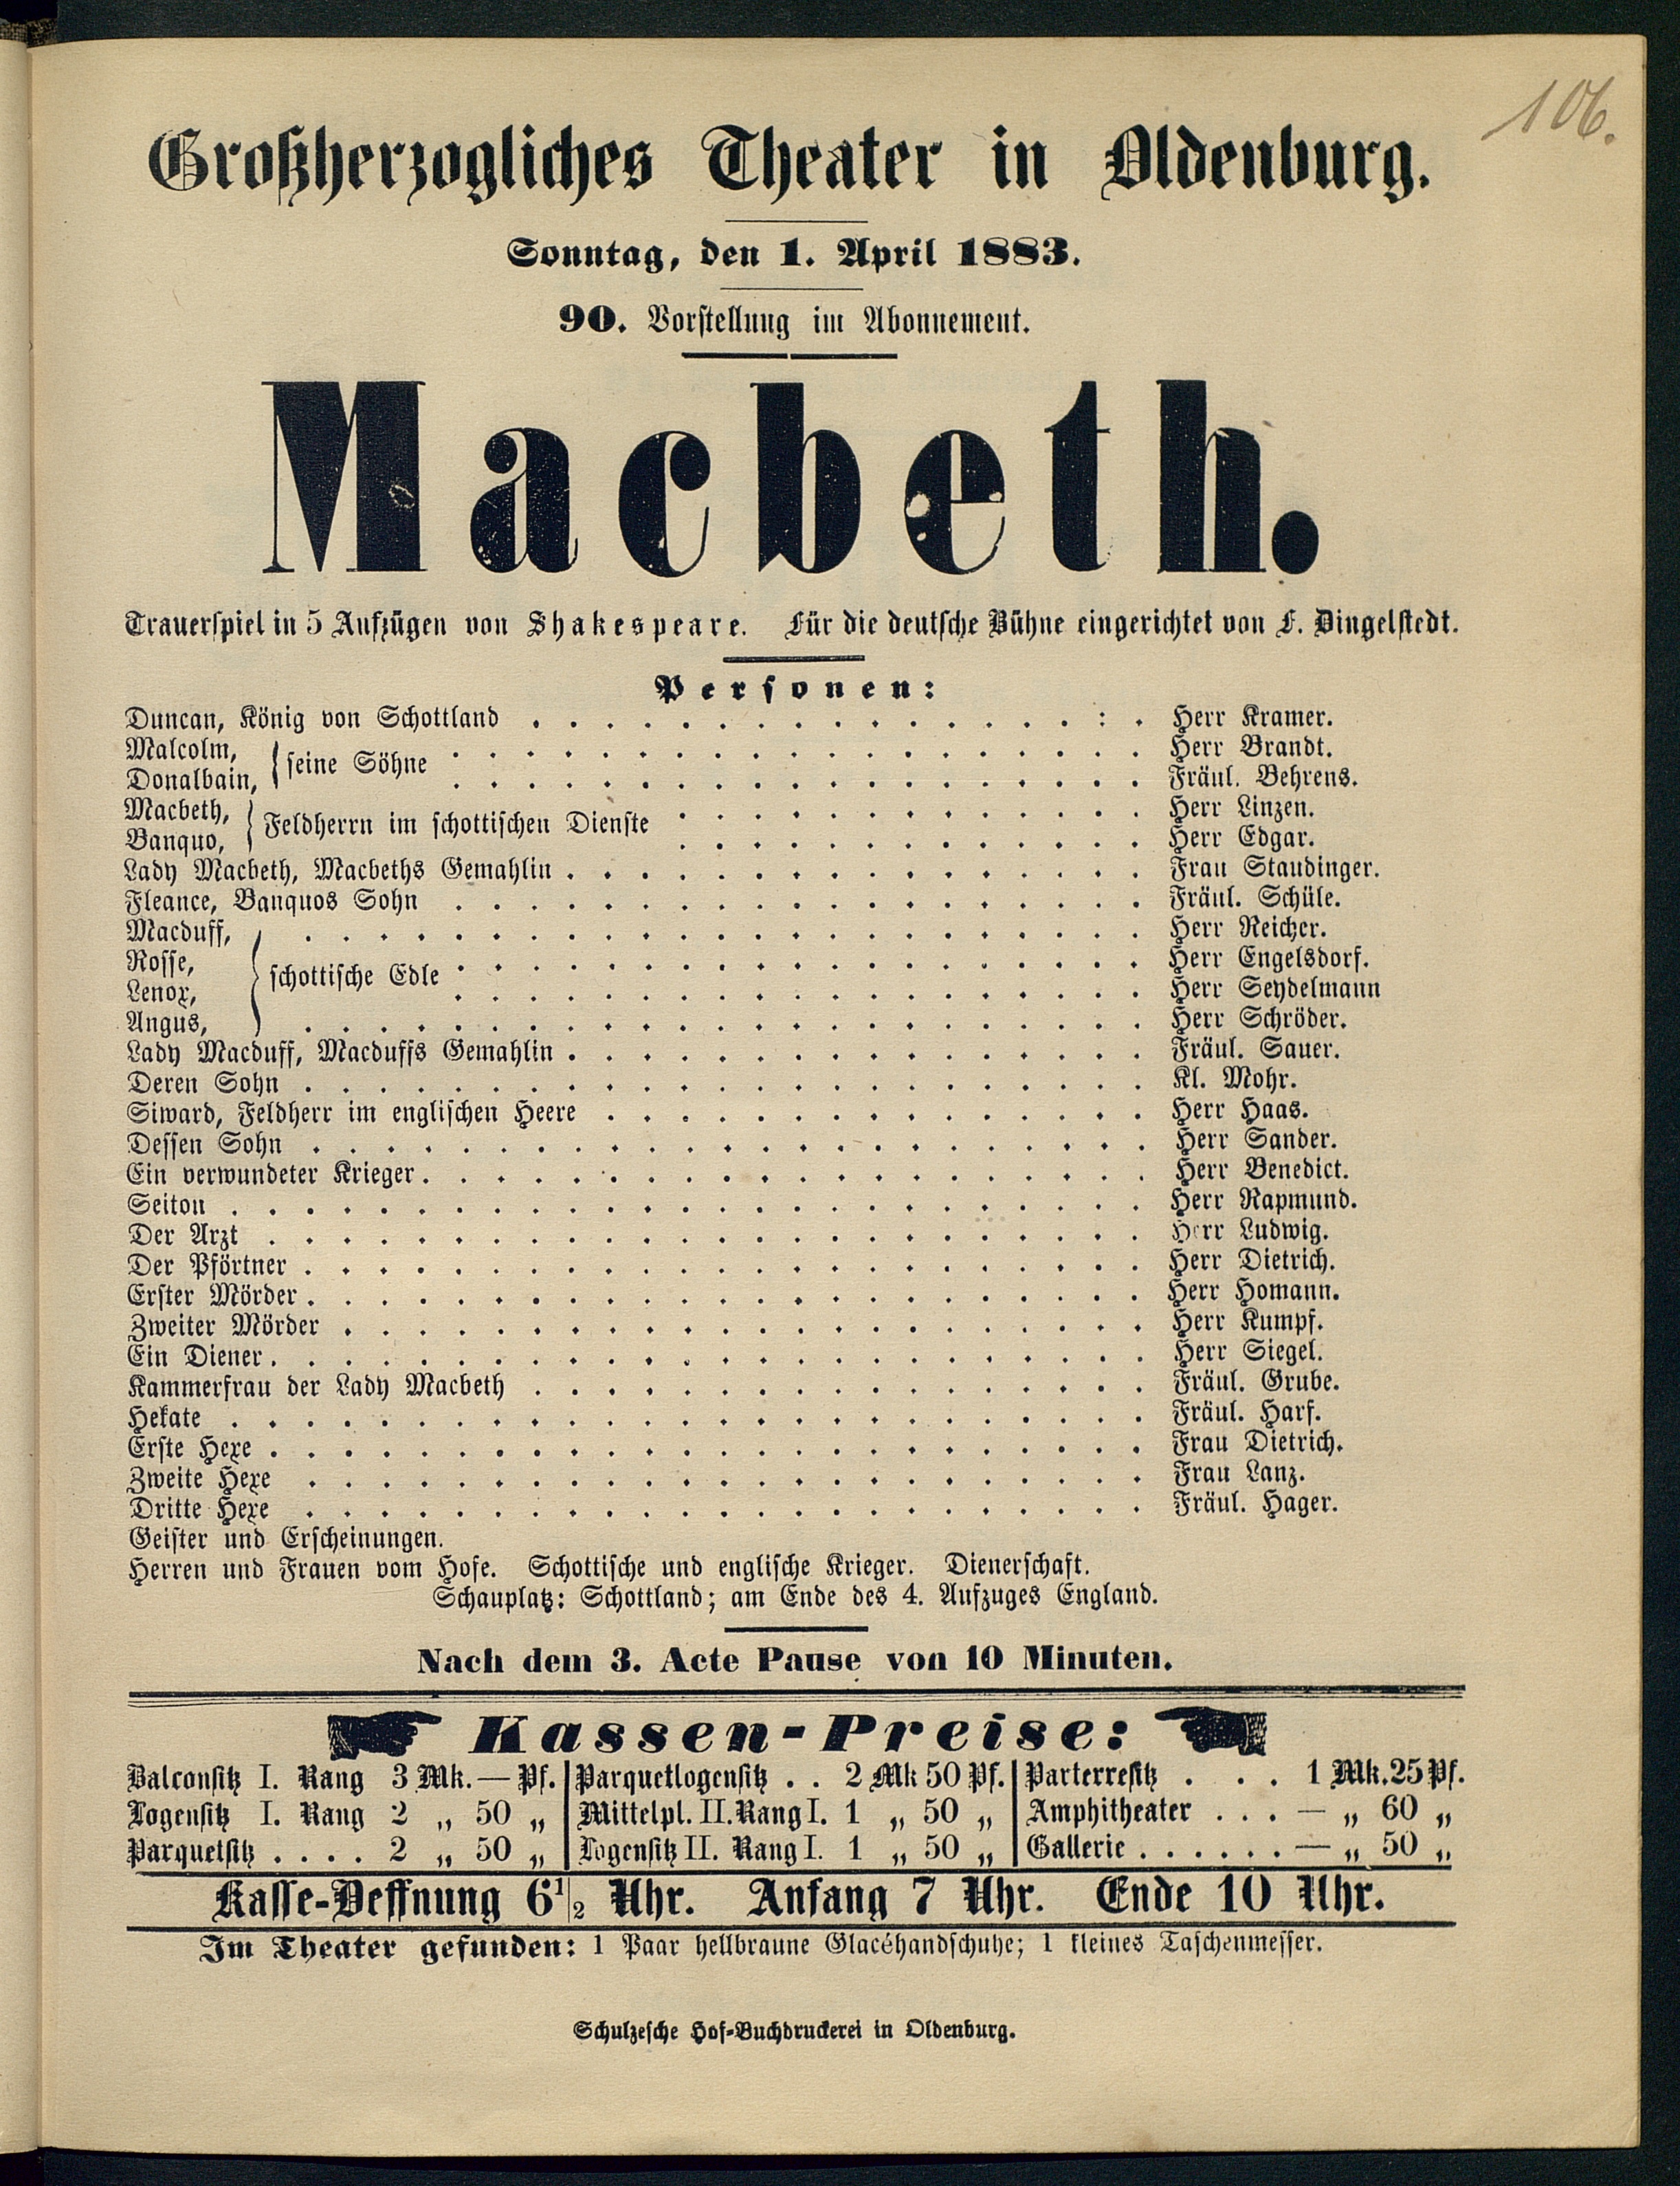 106.
Großherzogliches Theater in Oldenburg.
Sonntag, den 1. April 1883.
90. Vorstellung im Abonnement.
Macbeth.
Trauerspiel in 5 Aufzügen von Shakespeare. Für die deutsche Bühne eingerichtet von F. Dingelstedt.
Personen:
Duncan, König von Schottland . . . . . . . . . . . . . . . : . Herr Kramer.
Malcolm, } seine Söhne . . . . . . . . . . . . . . . . . . . Herr Brandt.
Donalbain, . . . . . . . . . . . . . . . . . . . Fräul. Behrens.
Macbeth, } Feldherrn im schottischen Dienste . . . . . . . . . . . . . Herr Linzen.
Banquo, . . . . . . . . . . . . . Herr Edgar.
Lady Macbeth, Macbeths Gemahlin . . . . . . . . . . . . . . . . Frau Staudinger.
Fleance, Banquos Sohn . . . . . . . . . . . . . . . . . . . Fräul. Schüle.
Macduff, . . . . . . . . . . . . . . . . . . . . . . . Herr Reicher.
Rosse, } schottische Edle . . . . . . . . . . . . . . . . . . . Herr Engelsdorf.
Lenox, . . . . . . . . . . . . . . . . . . . Herr Seydelmann
Angus, . . . . . . . . . . . . . . . . . . . . . . . Herr Schröder.
Lady Macduff, Macduffs Gemahlin . . . . . . . . . . . . . . . . Fräul. Sauer.
Deren Sohn . . . . . . . . . . . . . . . . . . . . . . . Kl. Mohr.
Siward, Feldherr im englischen Heere . . . . . . . . . . . . . . . Herr Haas.
Dessen Sohn . . . . . . . . . . . . . . . . . . . . . . . Herr Sander.
Ein verwundeter Krieger . . . . . . . . . . . . . . . . . . . . Herr Benedict.
Seiton . . . . . . . . . . . . . . . . . . . . . . . . . Herr Rapmund.
Der Arzt . . . . . . . . . . . . . . . . . . . . . . . . Herr Ludwig.
Der Pförtner . . . . . . . . . . . . . . . . . . . . . . . Herr Dietrich.
Erster Mörder . . . . . . . . . . . . . . . . . . . . . . . Herr Homann.
Zweiter Mörder . . . . . . . . . . . . . . . . . . . . . . Herr Kumpf.
Ein Diener . . . . . . . . . . . . . . . . . . . . . . . . Herr Siegel.
Kammerfrau der Lady Macbeth . . . . . . . . . . . . . . . . . Fräul. Grube.
Hekate . . . . . . . . . . . . . . . . . . . . . . . . . Fräul. Harf.
Erste Hexe . . . . . . . . . . . . . . . . . . . . . . . . Frau Dietrich.
Zweite Hexe . . . . . . . . . . . . . . . . . . . . . . . Frau Lanz.
Dritte Hexe . . . . . . . . . . . . . . . . . . . . . . . Fräul. Hager.
Geister und Erscheinungen.
Herren und Frauen vom Hofe. Schottische und englische Krieger. Dienerschaft.
Schauplatz: Schottland; am Ende des 4. Aufzuges England.
Nach dem 3. Acte Pause von 10 Minuten.
Kassen-Preise:
Balconsitz I. Rang 3 Mk. — Pf. | Parquetlogensitz . . 2 Mk 50 Pf. | Parterresitz . . . 1 Mk. 25 Pf.
Logensitz I. Rang 2 „ 50 „ | Mittelpl. II. Rang I. 1 „ 50 „ | Amphitheater . . . — „ 60 „
Parquetsitz . . . . 2 „ 50 „ | Logensitz II. Rang I. 1 „ 50 „ | Gallerie . . . . . . — „ 50 „
Kasse-Oeffnung 6½ Uhr. Anfang 7 Uhr. Ende 10 Uhr.
Im Theater gefunden: 1 Paar hellbraune Glacéhandschuhe; 1 kleines Taschenmesser.
Schulzesche Hof-Buchdruckerei in Oldenburg.